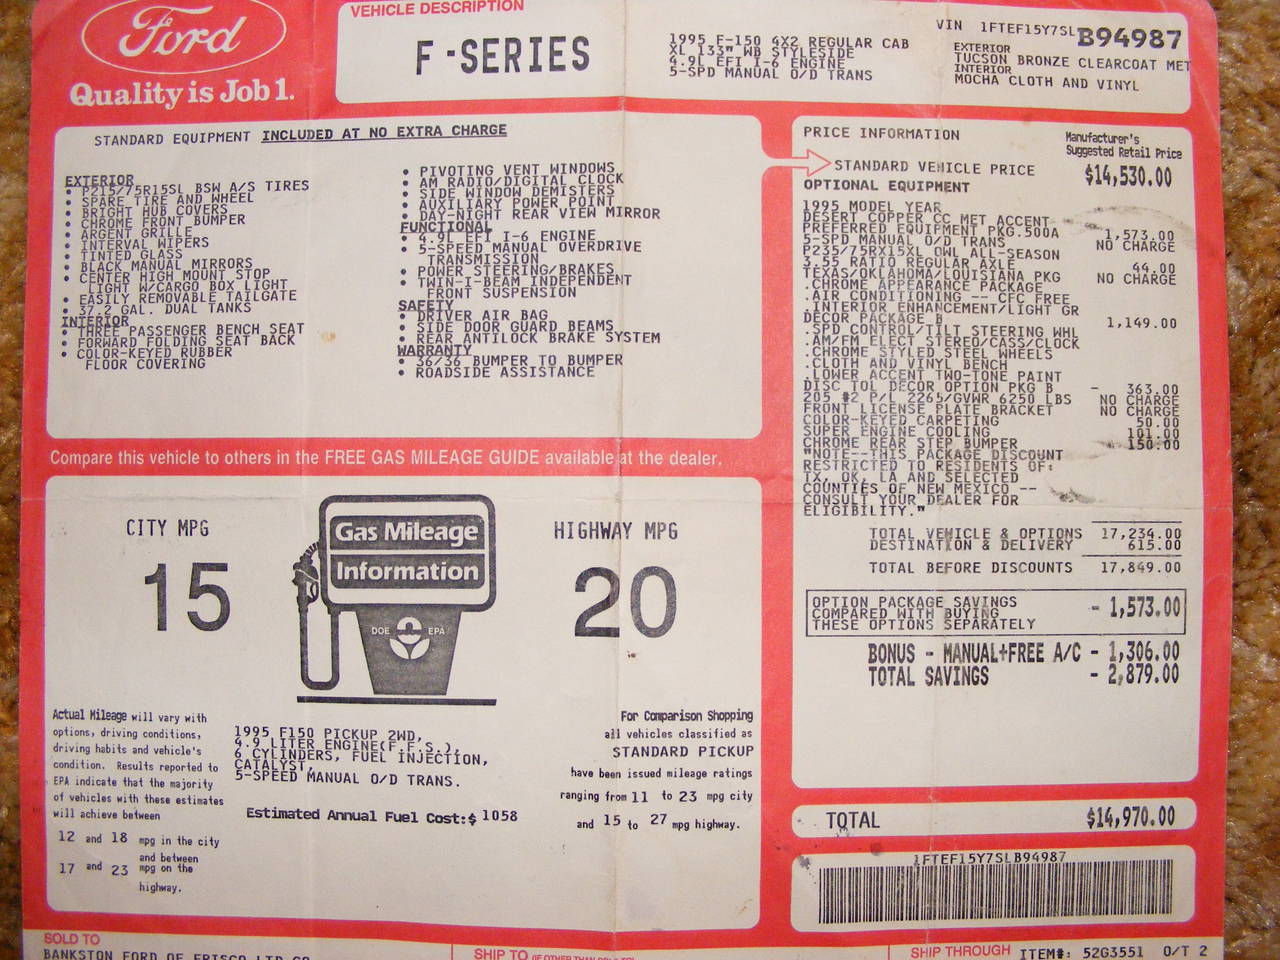 Ford
Quality is Job 1.
VEHICLE DESCRIPTION
F-SERIES
1995 F-150 4X2 REGULAR CAB
XL 133" WB STYLESIDE
4.9L EFI I-6 ENGINE
5-SPD MANUAL O/D TRANS
VIN 1FTEF15Y7SLB94987
EXTERIOR
TUCSON BRONZE CLEARCOAT MET
INTERIOR
MOCHA CLOTH AND VINYL
STANDARD EQUIPMENT INCLUDED AT NO EXTRA CHARGE
EXTERIOR
• P215/75R15SL BSW A/S TIRES
• SPARE TIRE AND WHEEL
• BRIGHT HUB COVERS
• CHROME FRONT BUMPER
• ARGENT GRILLE
• INTERVAL WIPERS
• TINTED GLASS
• BLACK MANUAL MIRRORS
• CENTER HIGH MOUNT STOP
LIGHT W/CARGO BOX LIGHT
• EASILY REMOVABLE TAILGATE
• 37.2 GAL. DUAL TANKS
INTERIOR
• THREE PASSENGER BENCH SEAT
• FORWARD FOLDING SEAT BACK
• COLOR-KEYED RUBBER
FLOOR COVERING
• PIVOTING VENT WINDOWS
• AM RADIO/DIGITAL CLOCK
• SIDE WINDOW DEMISTERS
• AUXILIARY POWER POINT
• DAY-NIGHT REAR VIEW MIRROR
FUNCTIONAL
• 4.9L EFI I-6 ENGINE
• 5-SPEED MANUAL OVERDRIVE
TRANSMISSION
• POWER STEERING/BRAKES
• TWIN-I-BEAM INDEPENDENT
FRONT SUSPENSION
SAFETY
• DRIVER AIR BAG
• SIDE DOOR GUARD BEAMS
• REAR ANTILOCK BRAKE SYSTEM
WARRANTY
• 36/36 BUMPER TO BUMPER
• ROADSIDE ASSISTANCE
PRICE INFORMATION
Manufacturer's
Suggested Retail Price
STANDARD VEHICLE PRICE $14,530.00
OPTIONAL EQUIPMENT
1995 MODEL YEAR
DESERT COPPER CC MET ACCENT
PREFERRED EQUIPMENT PKG.500A 1,573.00
5-SPD MANUAL O/D TRANS NO CHARGE
P235/75RX15XL OWL ALL-SEASON 44.00
3.55 RATIO REGULAR AXLE NO CHARGE
TEXAS/OKLAHOMA/LOUISIANA PKG
.CHROME APPEARANCE PACKAGE
.AIR CONDITIONING -- CFC FREE
.INTERIOR ENHANCEMENT/LIGHT GR
DECOR PACKAGE B 1,149.00
.SPD CONTROL/TILT STEERING WHL
.AM/FM ELECT STEREO/CASS/CLOCK
.CHROME STYLED STEEL WHEELS
.CLOTH AND VINYL BENCH
.LOWER ACCENT TWO-TONE PAINT
DISC TOL DECOR OPTION PKG B - 363.00
205 #2 P/L 2265/GVWR 6250 LBS NO CHARGE
FRONT LICENSE PLATE BRACKET NO CHARGE
COLOR-KEYED CARPETING 50.00
SUPER ENGINE COOLING 101.00
CHROME REAR STEP BUMPER 150.00
"NOTE--THIS PACKAGE DISCOUNT
RESTRICTED TO RESIDENTS OF:
TX, OK, LA AND SELECTED
COUNTIES OF NEW MEXICO --
CONSULT YOUR DEALER FOR
ELIGIBILITY."
TOTAL VEHICLE & OPTIONS 17,234.00
DESTINATION & DELIVERY 615.00
TOTAL BEFORE DISCOUNTS 17,849.00
OPTION PACKAGE SAVINGS
COMPARED WITH BUYING - 1,573.00
THESE OPTIONS SEPARATELY
BONUS - MANUAL+FREE A/C - 1,306.00
TOTAL SAVINGS - 2,879.00
TOTAL $14,970.00
1FTEF15Y7SLB94987
Compare this vehicle to others in the FREE GAS MILEAGE GUIDE available at the dealer.
CITY MPG
15
Gas Mileage
Information
DOE EPA
HIGHWAY MPG
20
Actual Mileage will vary with
options, driving conditions,
driving habits and vehicle's
condition. Results reported to
EPA indicate that the majority
of vehicles with these estimates
will achieve between
12 and 18 mpg in the city
and between
17 and 23 mpg on the
highway.
1995 F150 PICKUP 2WD,
4.9 LITER ENGINE(F.F.S.),
6 CYLINDERS, FUEL INJECTION,
CATALYST,
5-SPEED MANUAL O/D TRANS.
Estimated Annual Fuel Cost:$ 1058
For Comparison Shopping
all vehicles classified as
STANDARD PICKUP
have been issued mileage ratings
ranging from 11 to 23 mpg city
and 15 to 27 mpg highway.
SOLD TO
BANKSTON FORD OF FRISCO LTD CO
SHIP TO
SHIP THROUGH ITEM#: 52G3551 O/T 2